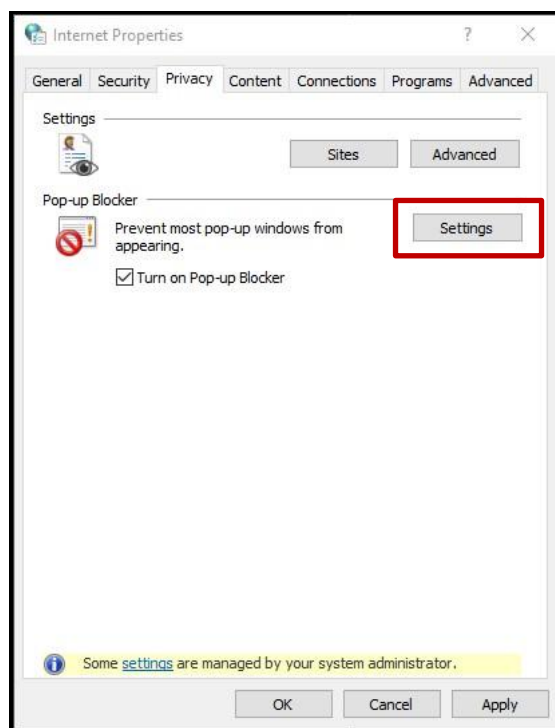 Internet Properties
?
General Security Privacy Content Connections Programs Advanced
Settings
Sites Advanced
Pop-up Blocker
Prevent most pop-up windows from
appearing.
Settings
Turn on Pop-up Blocker
Some settings are managed by your system administrator.
OK Cancel Apply